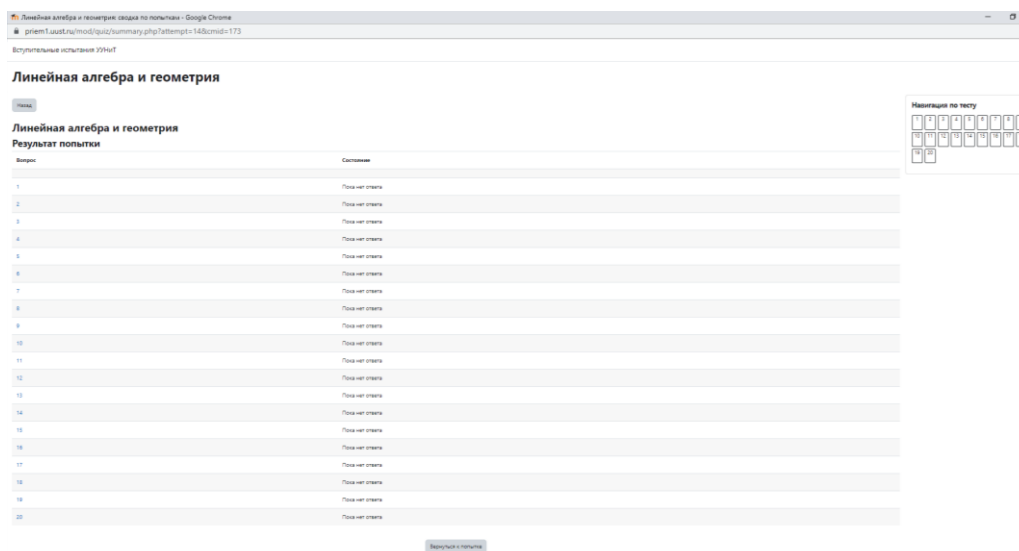 Линейная алгебра и геометрия: сводка по попыткам - Google Chrome
priem1.uust.ru/mod/quiz/summary.php?attempt=14&cmid=173
Вступительные испытания УУНиТ
Линейная алгебра и геометрия
Назад
Линейная алгебра и геометрия
Результат попытки
Вопрос Состояние
1 Пока нет ответа
2 Пока нет ответа
3 Пока нет ответа
4 Пока нет ответа
5 Пока нет ответа
6 Пока нет ответа
7 Пока нет ответа
8 Пока нет ответа
9 Пока нет ответа
10 Пока нет ответа
11 Пока нет ответа
12 Пока нет ответа
13 Пока нет ответа
14 Пока нет ответа
15 Пока нет ответа
16 Пока нет ответа
17 Пока нет ответа
18 Пока нет ответа
19 Пока нет ответа
20 Пока нет ответа
Вернуться к попытке
Навигация по тесту
1 2 3 4 5 6 7 8
10 11 12 13 14 15 16 17
19 20